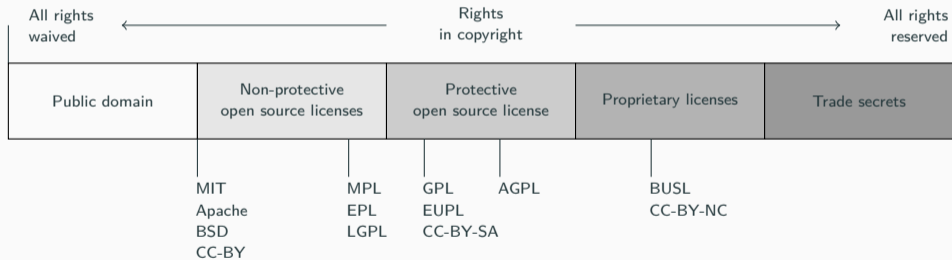 All rights
waived
Rights
in copyright
All rights
reserved
Public domain
Non-protective
open source licenses
Protective
open source license
Proprietary licenses
Trade secrets
MIT
Apache
BSD
CC-BY
MPL
EPL
LGPL
GPL
EUPL
CC-BY-SA
AGPL
BUSL
CC-BY-NC